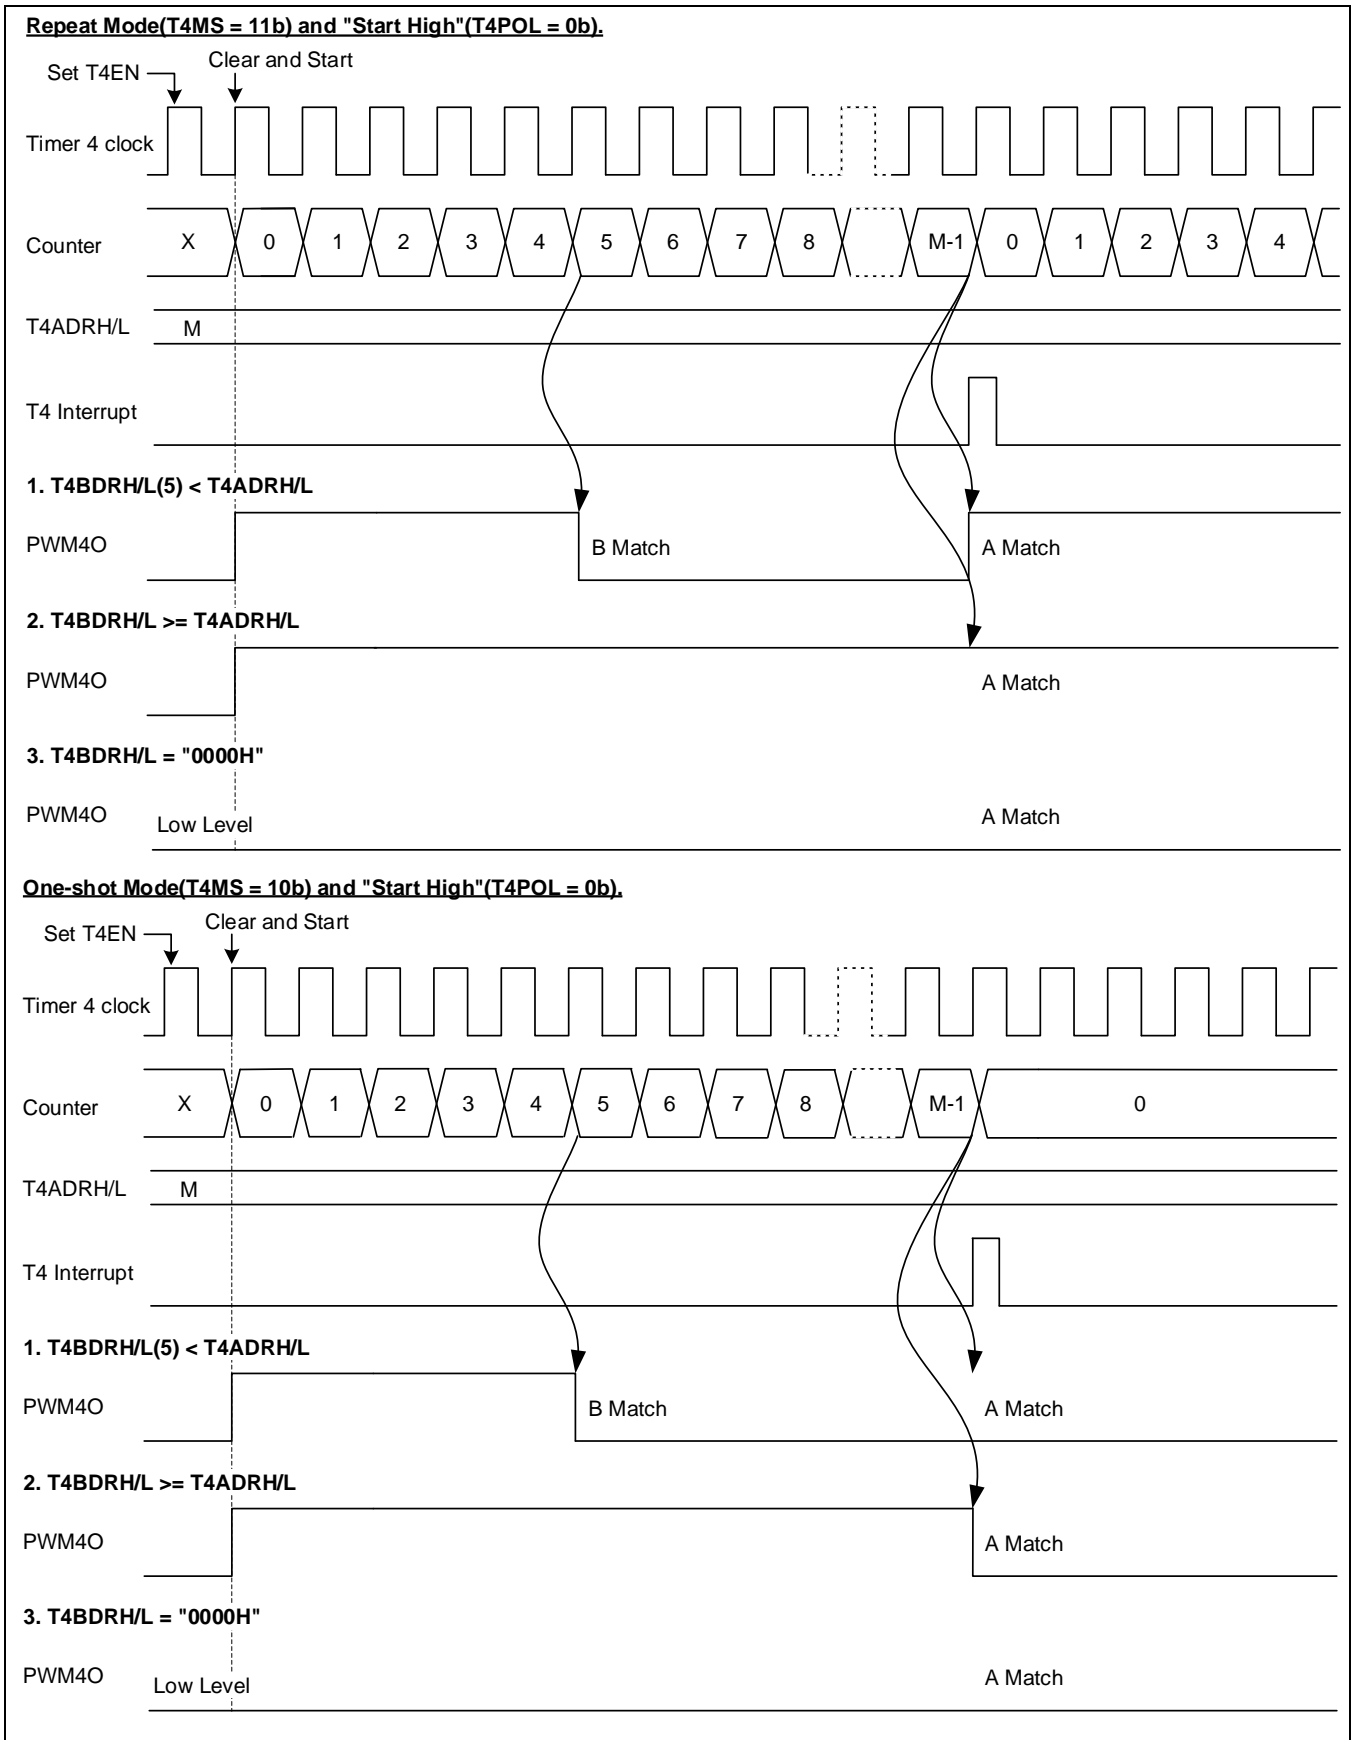 Repeat Mode(T4MS = 11b) and "Start High"(T4POL = 0b).
Set T4EN
Clear and Start
Timer 4 clock
Counter X 0 1 2 3 4 5 6 7 8 M-1 0 1 2 3 4
T4ADRH/L M
T4 Interrupt
1. T4BDRH/L(5) < T4ADRH/L
PWM4O B Match A Match
2. T4BDRH/L >= T4ADRH/L
PWM4O A Match
3. T4BDRH/L = "0000H"
PWM4O Low Level A Match
One-shot Mode(T4MS = 10b) and "Start High"(T4POL = 0b).
Set T4EN
Clear and Start
Timer 4 clock
Counter X 0 1 2 3 4 5 6 7 8 M-1 0
T4ADRH/L M
T4 Interrupt
1. T4BDRH/L(5) < T4ADRH/L
PWM4O B Match A Match
2. T4BDRH/L >= T4ADRH/L
PWM4O A Match
3. T4BDRH/L = "0000H"
PWM4O Low Level A Match